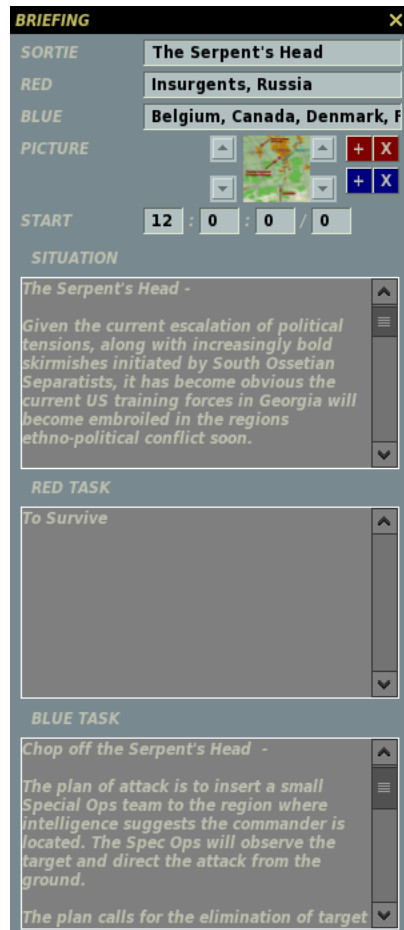 BRIEFING ×
SORTIE The Serpent's Head
RED Insurgents, Russia
BLUE Belgium, Canada, Denmark, F
PICTURE + X
+ X
START 12 : 0 : 0 / 0
SITUATION
The Serpent's Head -
Given the current escalation of political
tensions, along with increasingly bold
skirmishes initiated by South Ossetian
Separatists, it has become obvious the
current US training forces in Georgia will
become embroiled in the regions
ethno-political conflict soon.
RED TASK
To Survive
BLUE TASK
Chop off the Serpent's Head -
The plan of attack is to insert a small
Special Ops team to the region where
intelligence suggests the commander is
located. The Spec Ops will observe the
target and direct the attack from the
ground.
The plan calls for the elimination of target